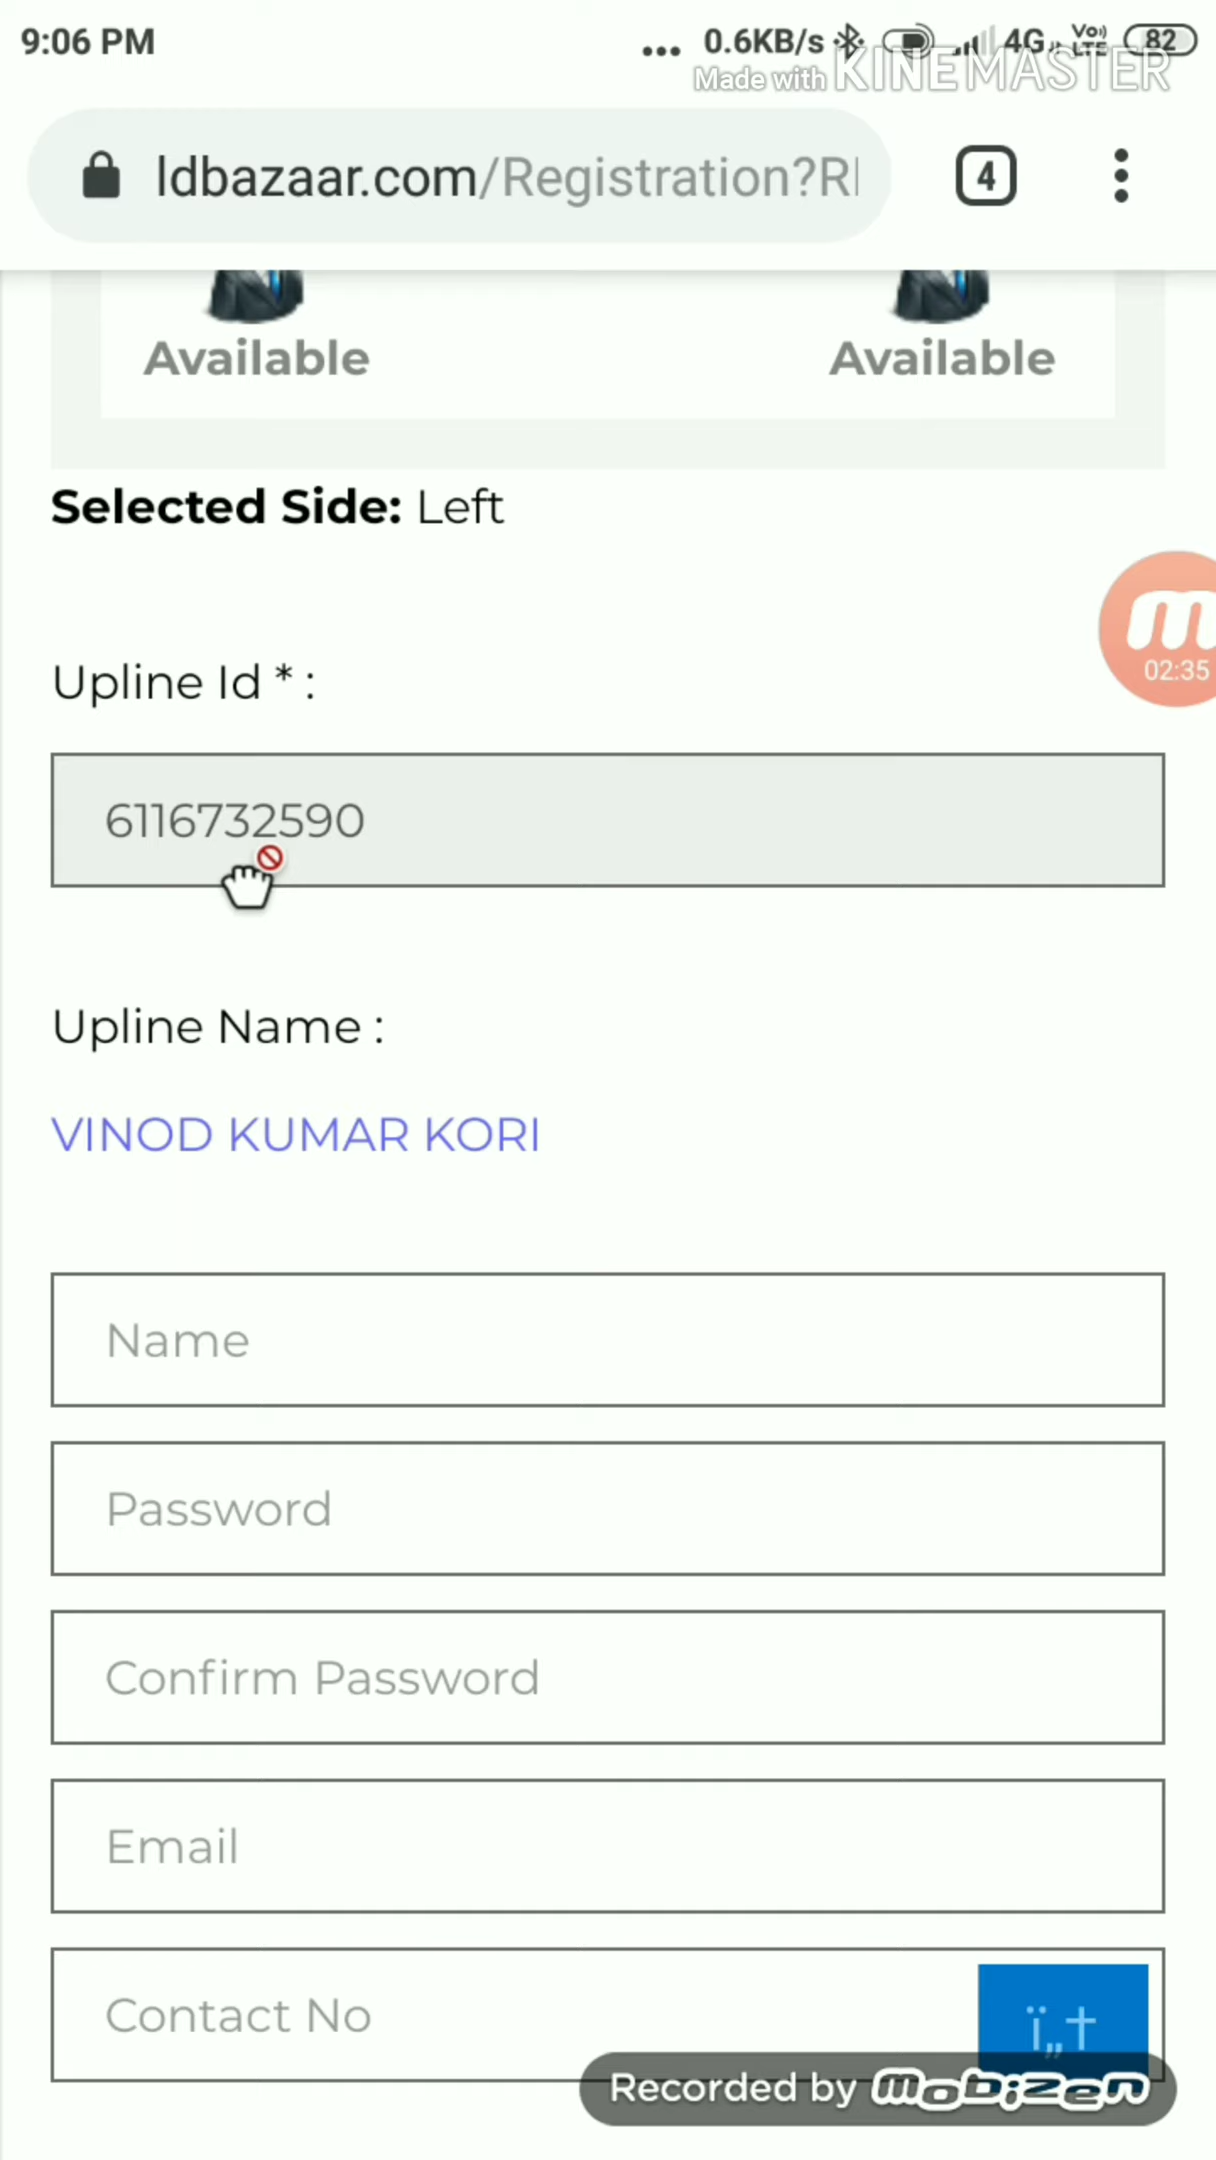 9:06 PM
... 0.6KB/s 4G Vo) LTE 82
Made with KINEMASTER
ldbazaar.com/Registration?R
4
Available Available
Selected Side: Left
02:35
Upline Id * :
6116732590
Upline Name :
VINOD KUMAR KORI
Name
Password
Confirm Password
Email
Contact No
ï„†
Recorded by mobizen